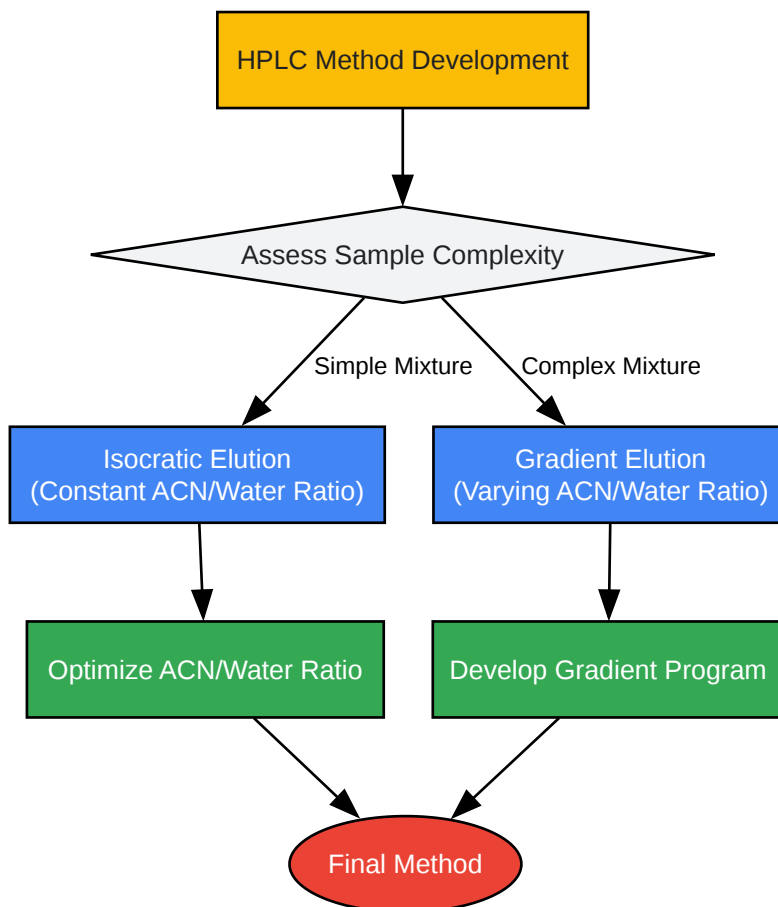 HPLC Method Development
Assess Sample Complexity
Simple Mixture
Complex Mixture
Isocratic Elution
(Constant ACN/Water Ratio)
Gradient Elution
(Varying ACN/Water Ratio)
Optimize ACN/Water Ratio
Develop Gradient Program
Final Method